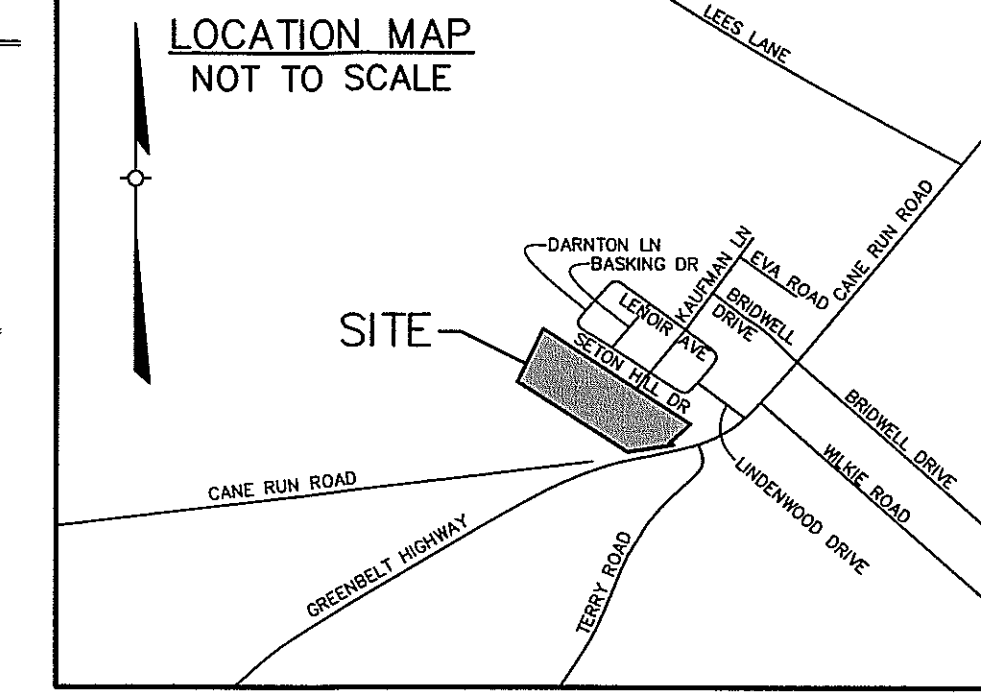 LOCATION MAP
NOT TO SCALE
LEES LANE
CANE RUN ROAD
DARNTON LN
BASKING DR
KAUFMAN LN
EVA ROAD
LENOIR AVE
BRIDWELL
DRIVE
SITE
SETON HILL DR
BRIDWELL DRIVE
WILKIE ROAD
LINDENWOOD DRIVE
CANE RUN ROAD
GREENBELT HIGHWAY
TERRY ROAD